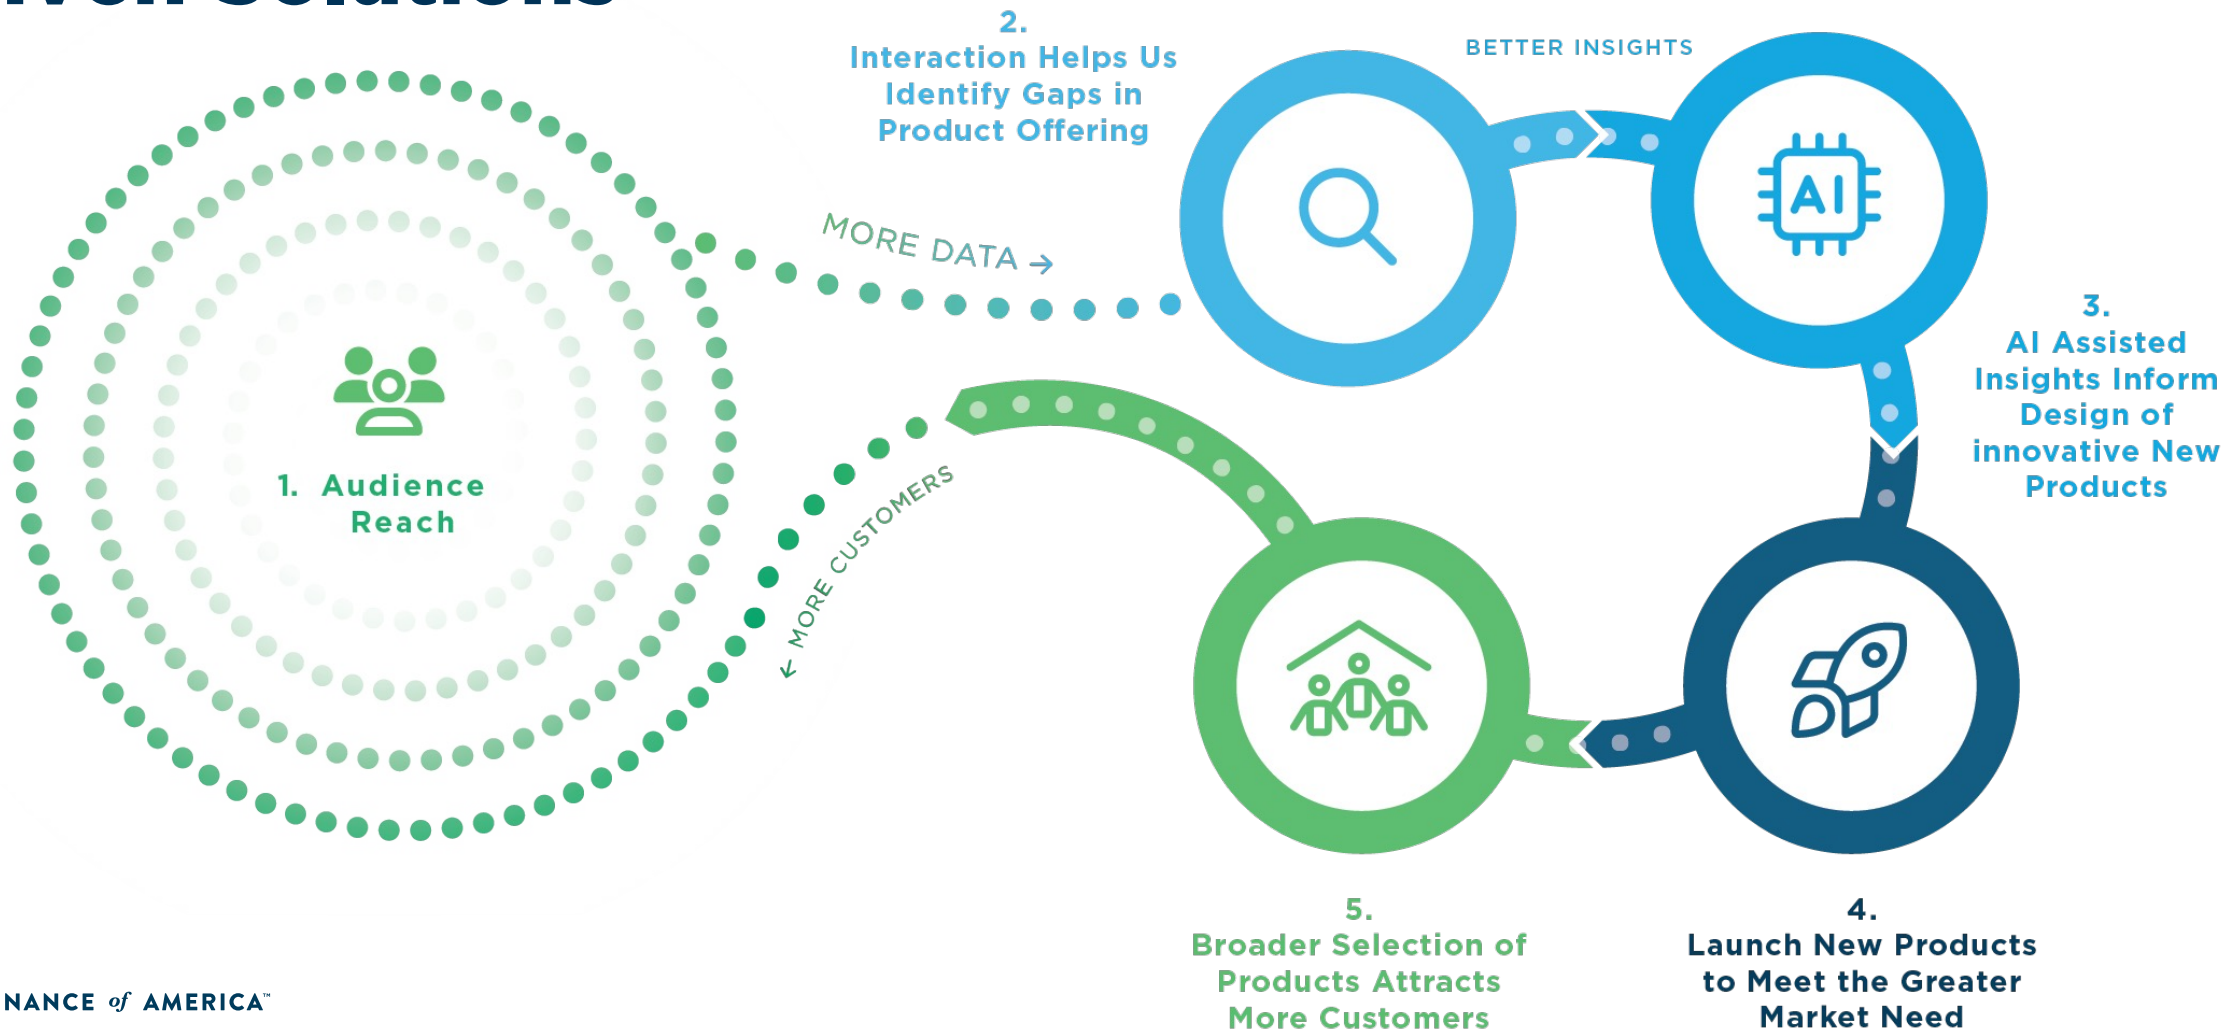 Solutions
2.
Interaction Helps Us
Identify Gaps in
Product Offering
BETTER INSIGHTS
MORE DATA →
3.
AI Assisted
Insights Inform
Design of
innovative New
Products
AI
1. Audience
Reach
← MORE CUSTOMERS
5.
Broader Selection of
Products Attracts
More Customers
4.
Launch New Products
to Meet the Greater
Market Need
NANCE of AMERICA™